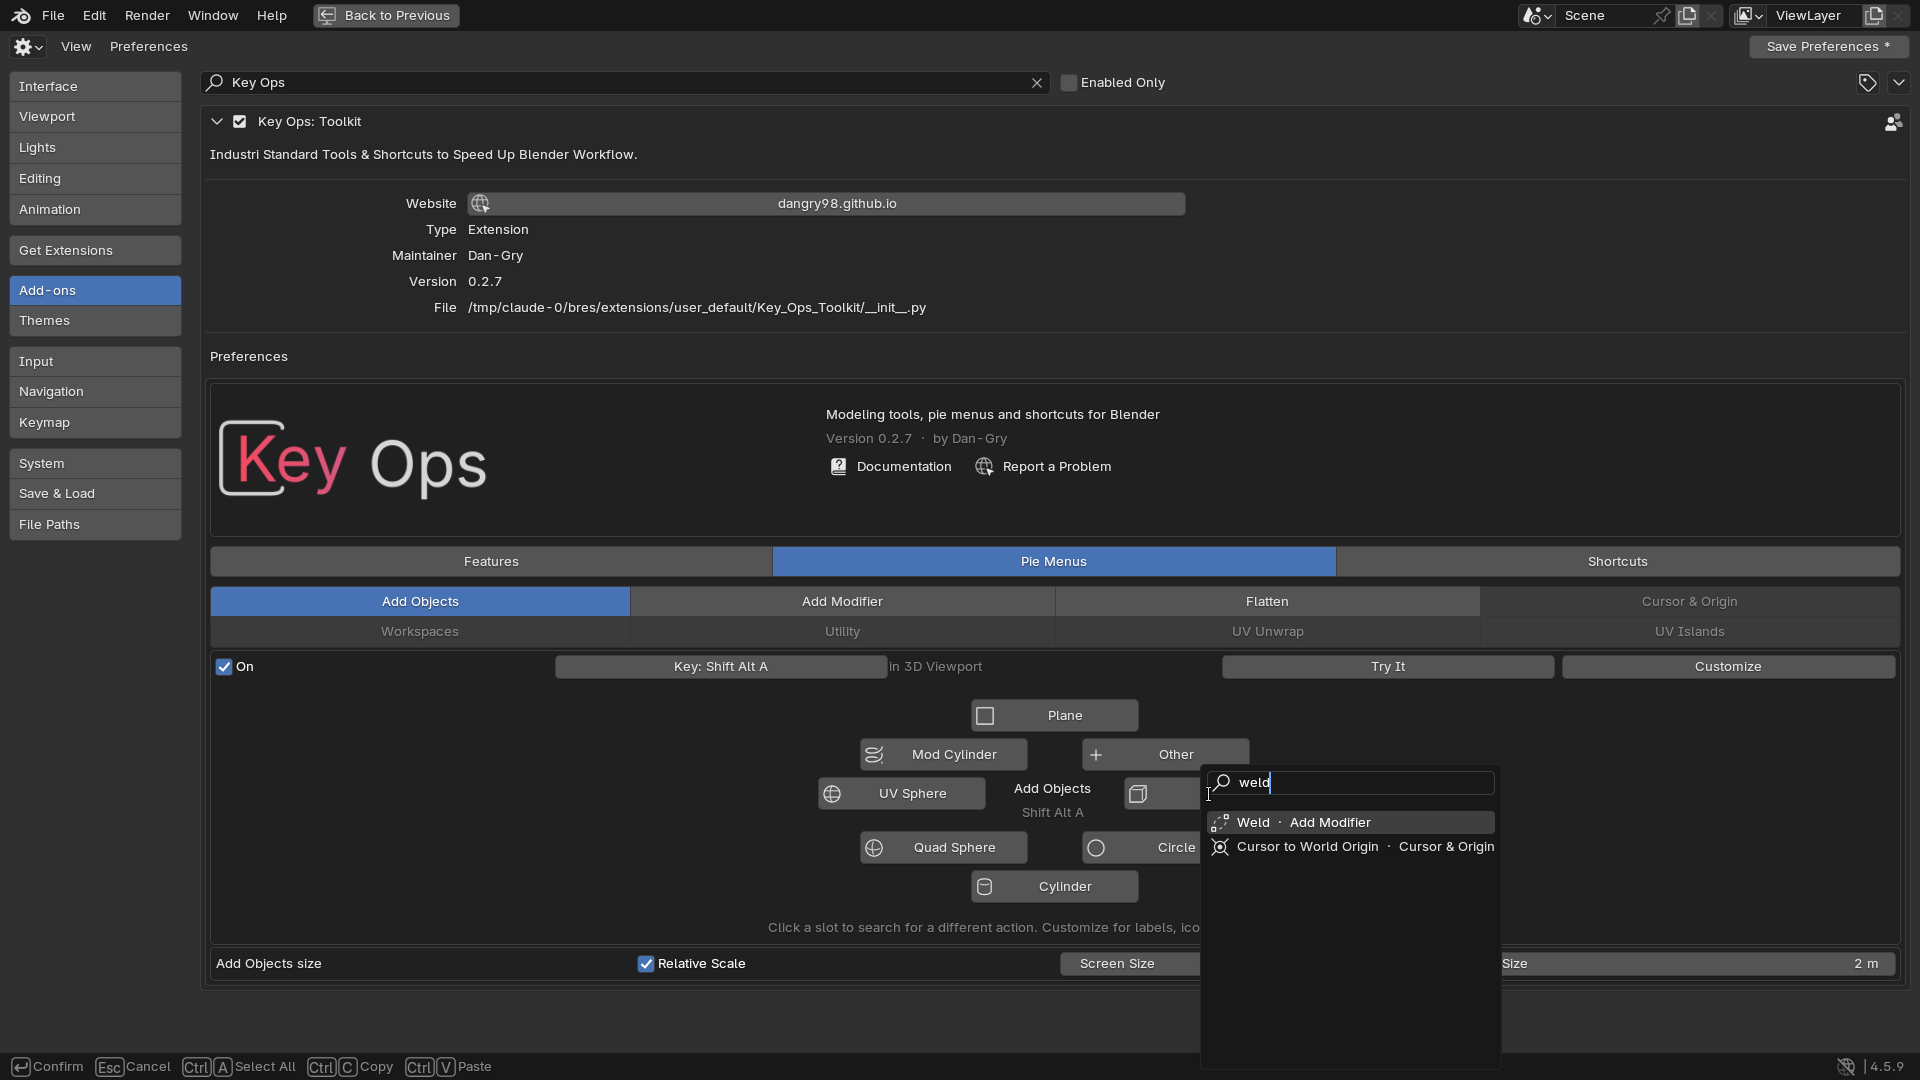 File Edit Render Window Help Back to Previous Scene ViewLayer
View Preferences Save Preferences *
Interface
Viewport
Lights
Editing
Animation
Get Extensions
Add-ons
Themes
Input
Navigation
Keymap
System
Save & Load
File Paths
Key Ops Enabled Only
Key Ops: Toolkit
Industri Standard Tools & Shortcuts to Speed Up Blender Workflow.
Website dangry98.github.io
Type Extension
Maintainer Dan-Gry
Version 0.2.7
File /tmp/claude-0/bres/extensions/user_default/Key_Ops_Toolkit/__init__.py
Preferences
Key Ops
Modeling tools, pie menus and shortcuts for Blender
Version 0.2.7 · by Dan-Gry
Documentation Report a Problem
Features Pie Menus Shortcuts
Add Objects Add Modifier Flatten Cursor & Origin
Workspaces Utility UV Unwrap UV Islands
On Key: Shift Alt A in 3D Viewport Try It Customize
Plane
Mod Cylinder Other
UV Sphere Add Objects
Shift Alt A
Quad Sphere Circle
Cylinder
weld
Weld · Add Modifier
Cursor to World Origin · Cursor & Origin
Click a slot to search for a different action. Customize for labels, ico
Add Objects size Relative Scale Screen Size Size 2 m
Confirm Esc Cancel Ctrl A Select All Ctrl C Copy Ctrl V Paste 4.5.9